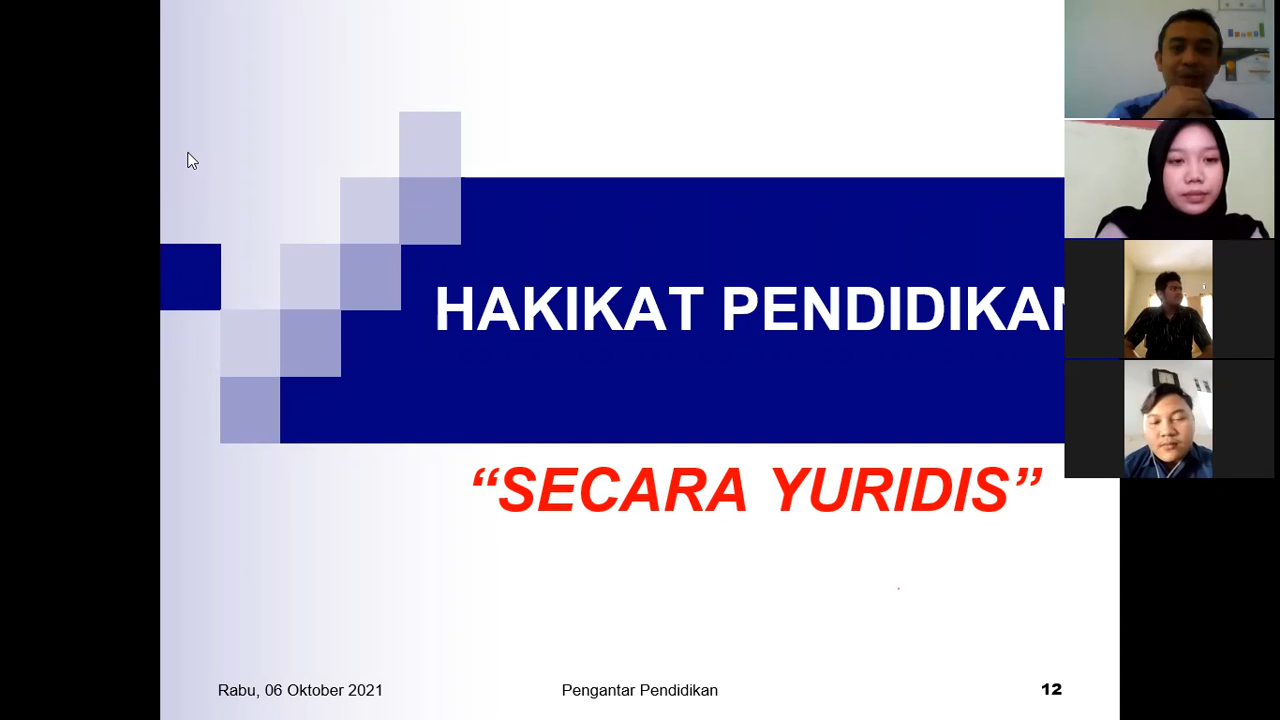 HAKIKAT PENDIDIKAN
“SECARA YURIDIS”
Rabu, 06 Oktober 2021
Pengantar Pendidikan
12